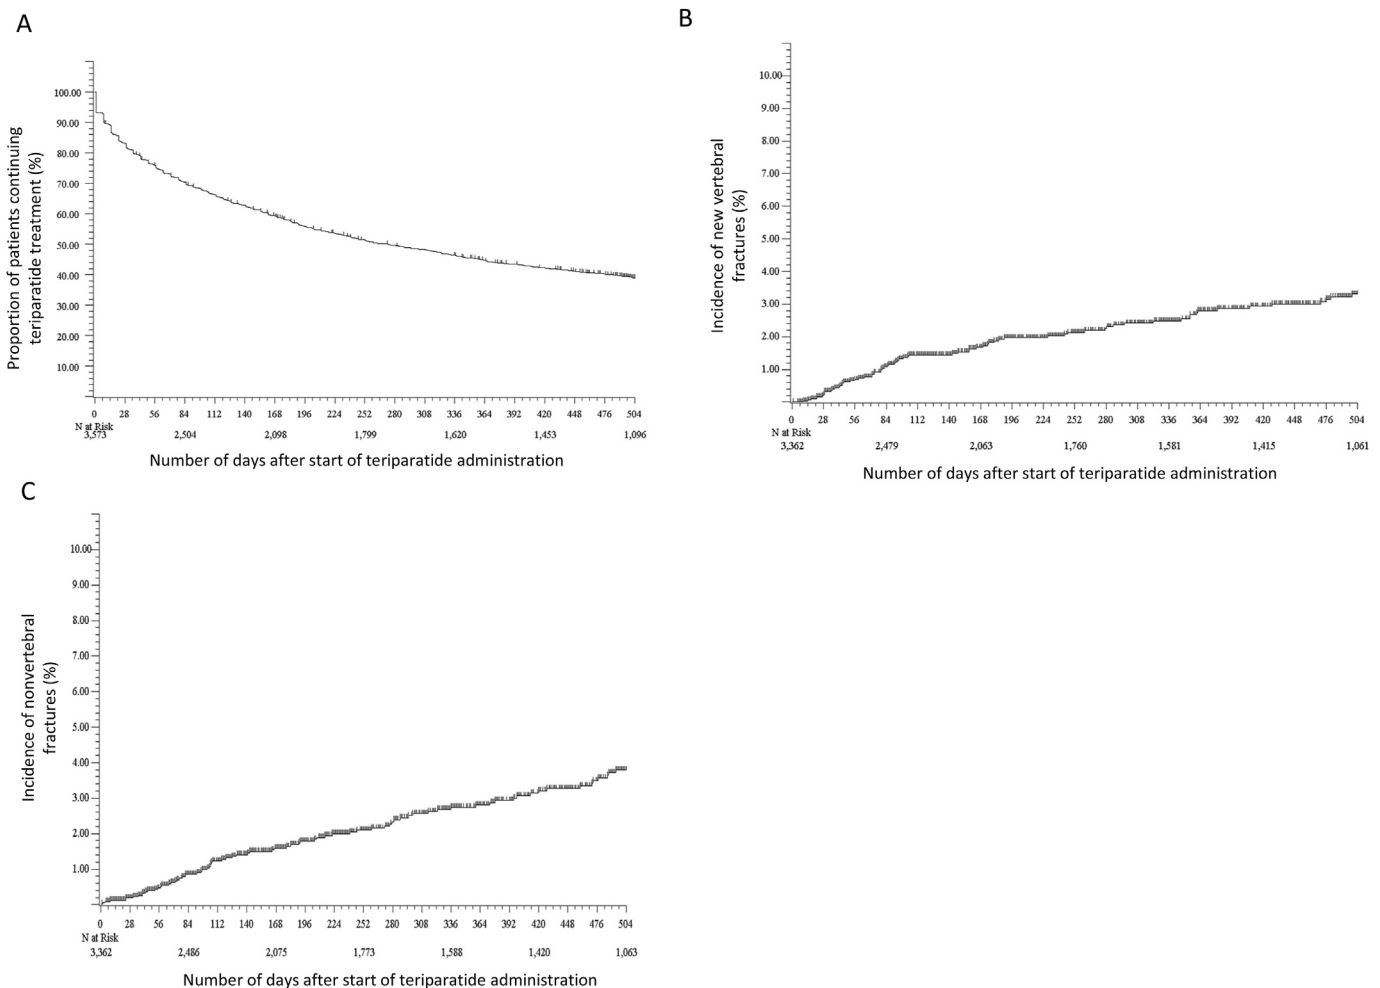 A
Proportion of patients continuing
teriparatide treatment (%)
100.00
90.00
80.00
70.00
60.00
50.00
40.00
30.00
20.00
10.00
0 28 56 84 112 140 168 196 224 252 280 308 336 364 392 420 448 476 504
N at Risk
3,573 2,504 2,098 1,799 1,620 1,453 1,096
Number of days after start of teriparatide administration
B
Incidence of new vertebral
fractures (%)
10.00
9.00
8.00
7.00
6.00
5.00
4.00
3.00
2.00
1.00
0 28 56 84 112 140 168 196 224 252 280 308 336 364 392 420 448 476 504
N at Risk
3,362 2,479 2,063 1,760 1,581 1,415 1,061
Number of days after start of teriparatide administration
C
Incidence of nonvertebral
fractures (%)
10.00
9.00
8.00
7.00
6.00
5.00
4.00
3.00
2.00
1.00
0 28 56 84 112 140 168 196 224 252 280 308 336 364 392 420 448 476 504
N at Risk
3,362 2,486 2,075 1,773 1,588 1,420 1,063
Number of days after start of teriparatide administration